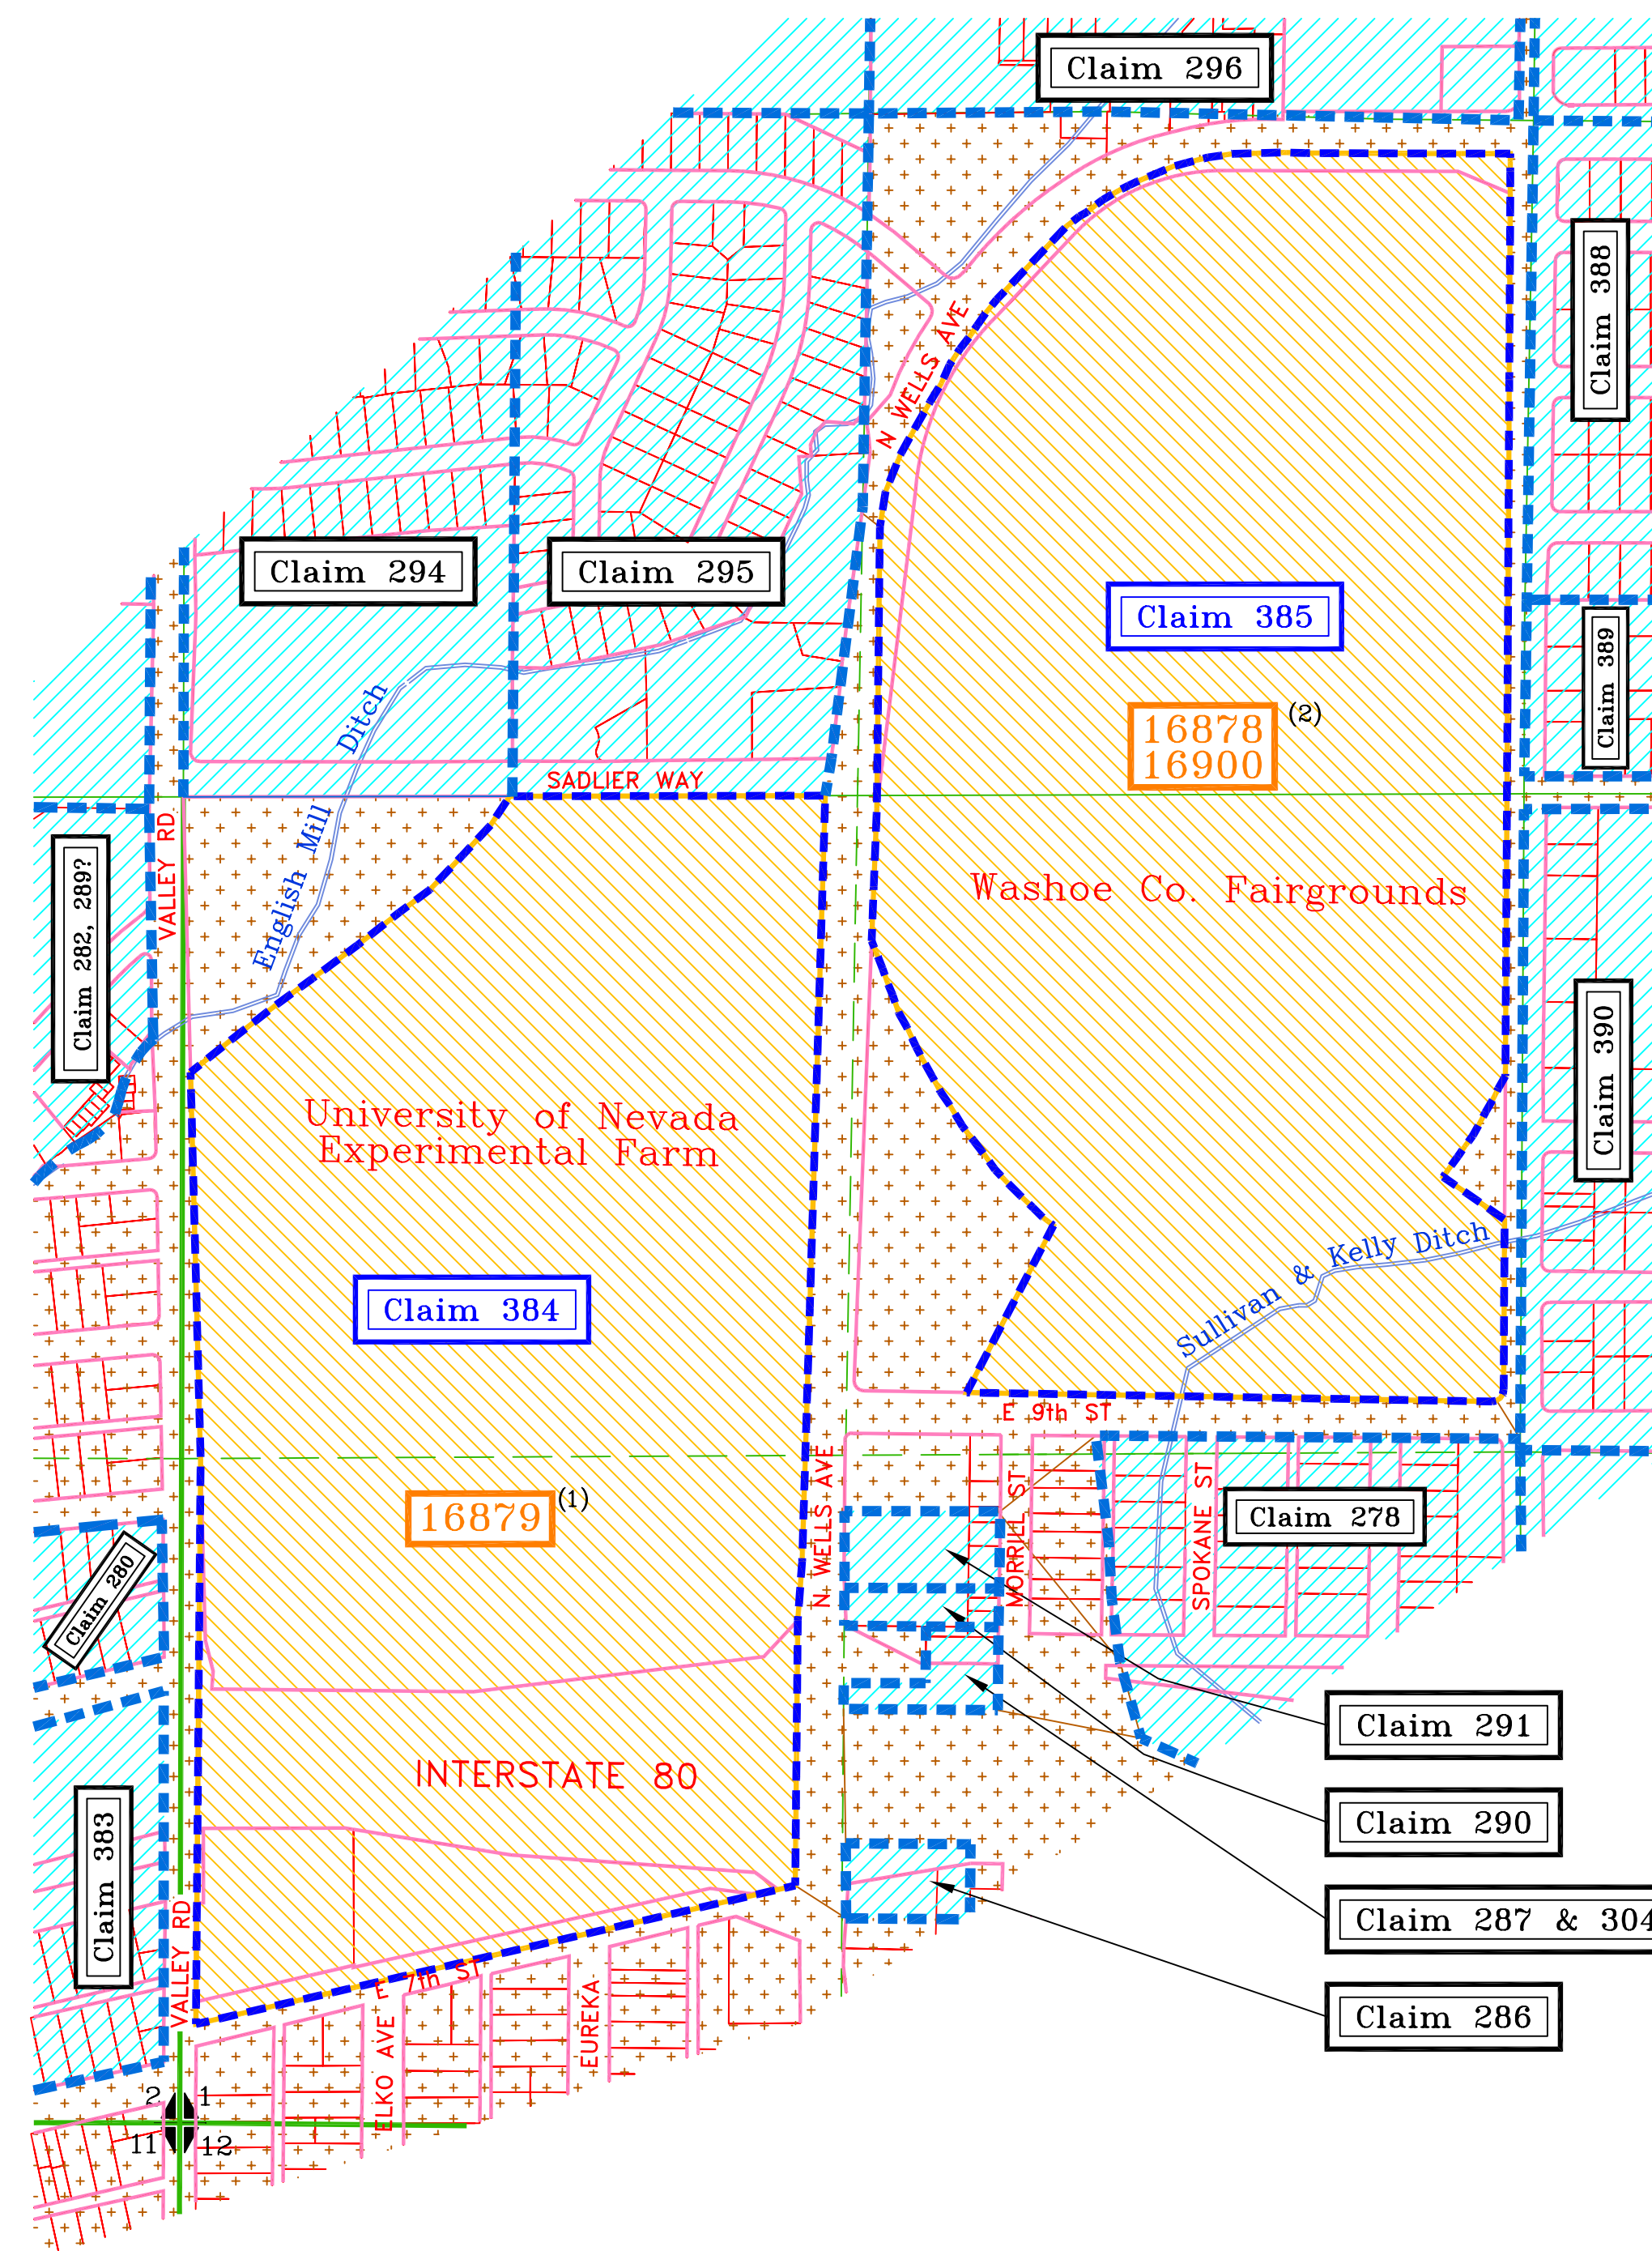 Claim 296
Claim 388
N WELLS AVE
Claim 294
Claim 295
Claim 385
Claim 389
Ditch
16878
16900
(2)
SADLIER WAY
VALLEY RD
English Mill
Claim 282, 289?
Washoe Co. Fairgrounds
Claim 390
University of Nevada
Experimental Farm
Sullivan & Kelly Ditch
Claim 384
E 9th ST
N WELLS AVE
MORRILL ST
SPOKANE ST
16879
(1)
Claim 278
Claim 280
INTERSTATE 80
Claim 291
Claim 290
Claim 383
VALLEY RD
Claim 287 & 304
E 7th ST
ELKO AVE
EUREKA
Claim 286
2 1
11 12